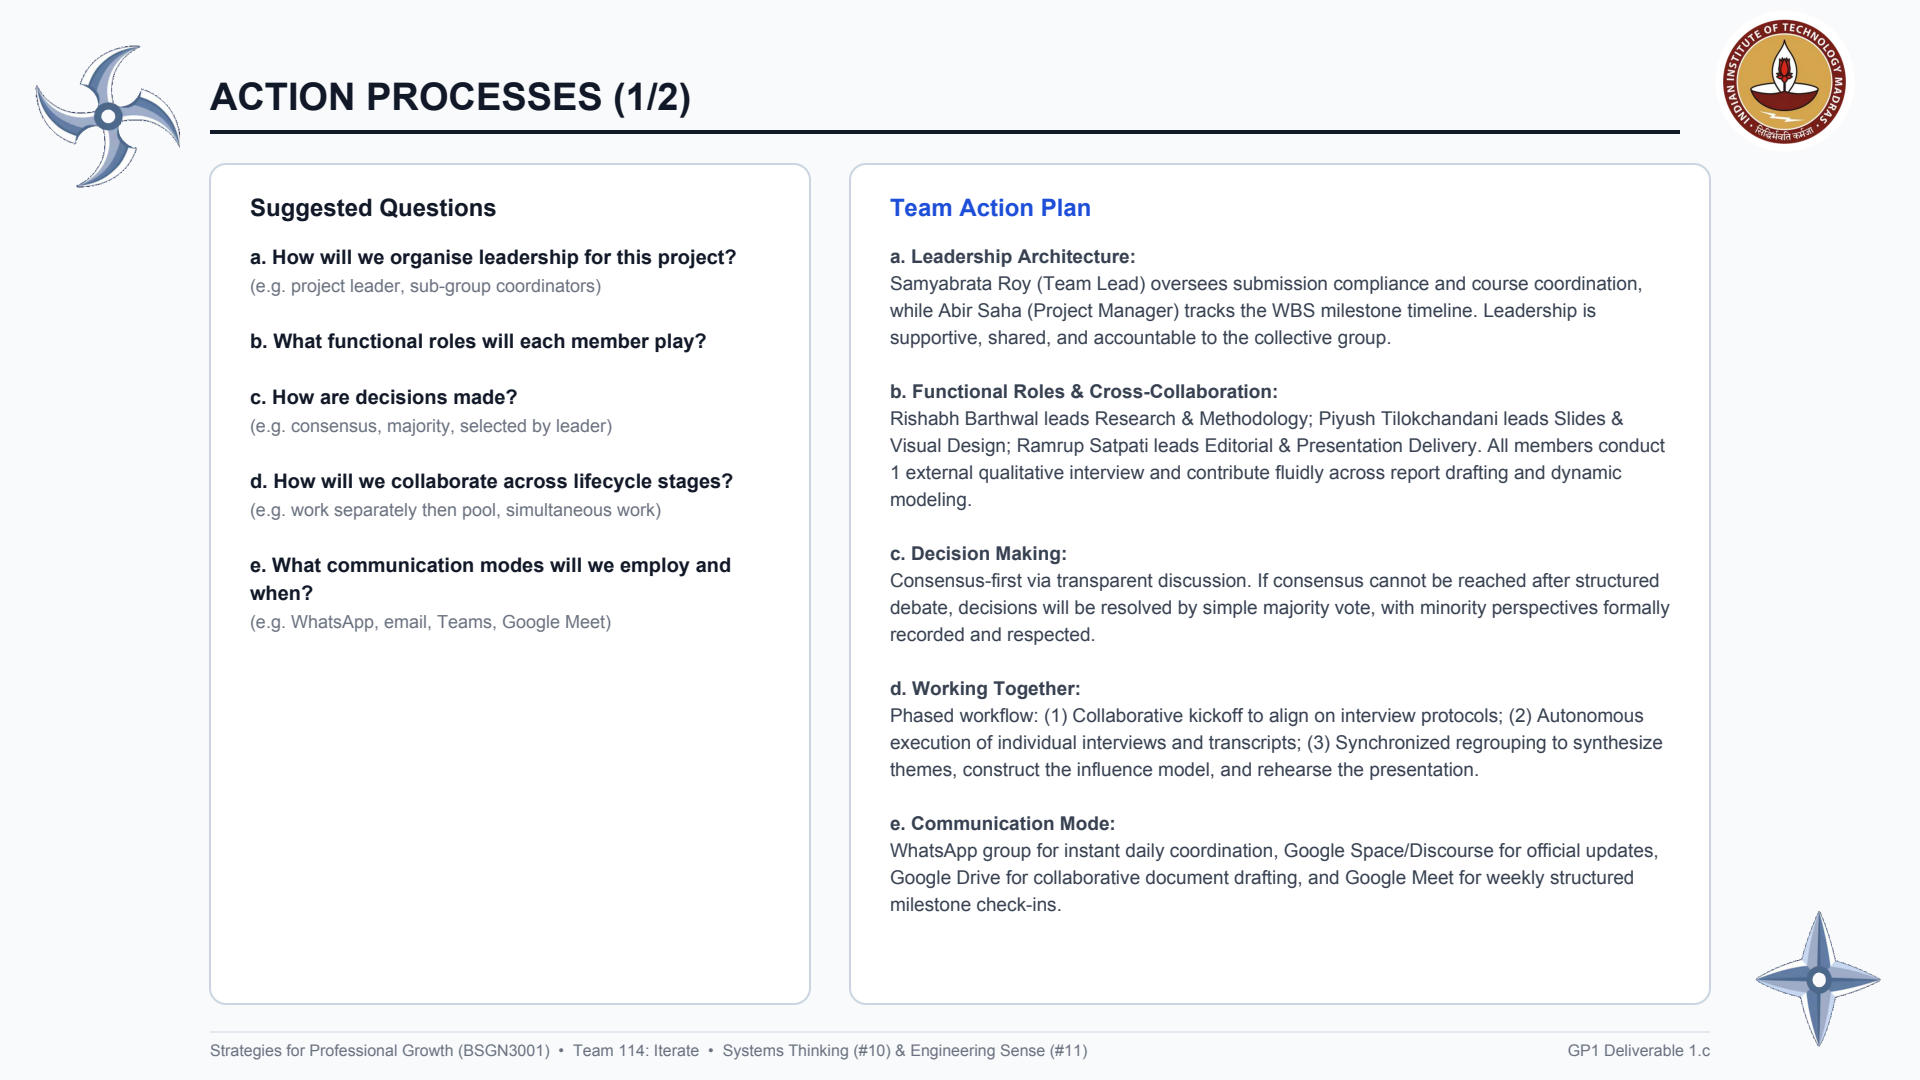 ACTION PROCESSES (1/2)
INDIAN INSTITUTE OF TECHNOLOGY MADRAS
सिद्धिर्भवति कर्मजा
Suggested Questions
a. How will we organise leadership for this project?
(e.g. project leader, sub-group coordinators)
b. What functional roles will each member play?
c. How are decisions made?
(e.g. consensus, majority, selected by leader)
d. How will we collaborate across lifecycle stages?
(e.g. work separately then pool, simultaneous work)
e. What communication modes will we employ and
when?
(e.g. WhatsApp, email, Teams, Google Meet)
Team Action Plan
a. Leadership Architecture:
Samyabrata Roy (Team Lead) oversees submission compliance and course coordination,
while Abir Saha (Project Manager) tracks the WBS milestone timeline. Leadership is
supportive, shared, and accountable to the collective group.
b. Functional Roles & Cross-Collaboration:
Rishabh Barthwal leads Research & Methodology; Piyush Tilokchandani leads Slides &
Visual Design; Ramrup Satpati leads Editorial & Presentation Delivery. All members conduct
1 external qualitative interview and contribute fluidly across report drafting and dynamic
modeling.
c. Decision Making:
Consensus-first via transparent discussion. If consensus cannot be reached after structured
debate, decisions will be resolved by simple majority vote, with minority perspectives formally
recorded and respected.
d. Working Together:
Phased workflow: (1) Collaborative kickoff to align on interview protocols; (2) Autonomous
execution of individual interviews and transcripts; (3) Synchronized regrouping to synthesize
themes, construct the influence model, and rehearse the presentation.
e. Communication Mode:
WhatsApp group for instant daily coordination, Google Space/Discourse for official updates,
Google Drive for collaborative document drafting, and Google Meet for weekly structured
milestone check-ins.
Strategies for Professional Growth (BSGN3001) • Team 114: Iterate • Systems Thinking (#10) & Engineering Sense (#11)
GP1 Deliverable 1.c